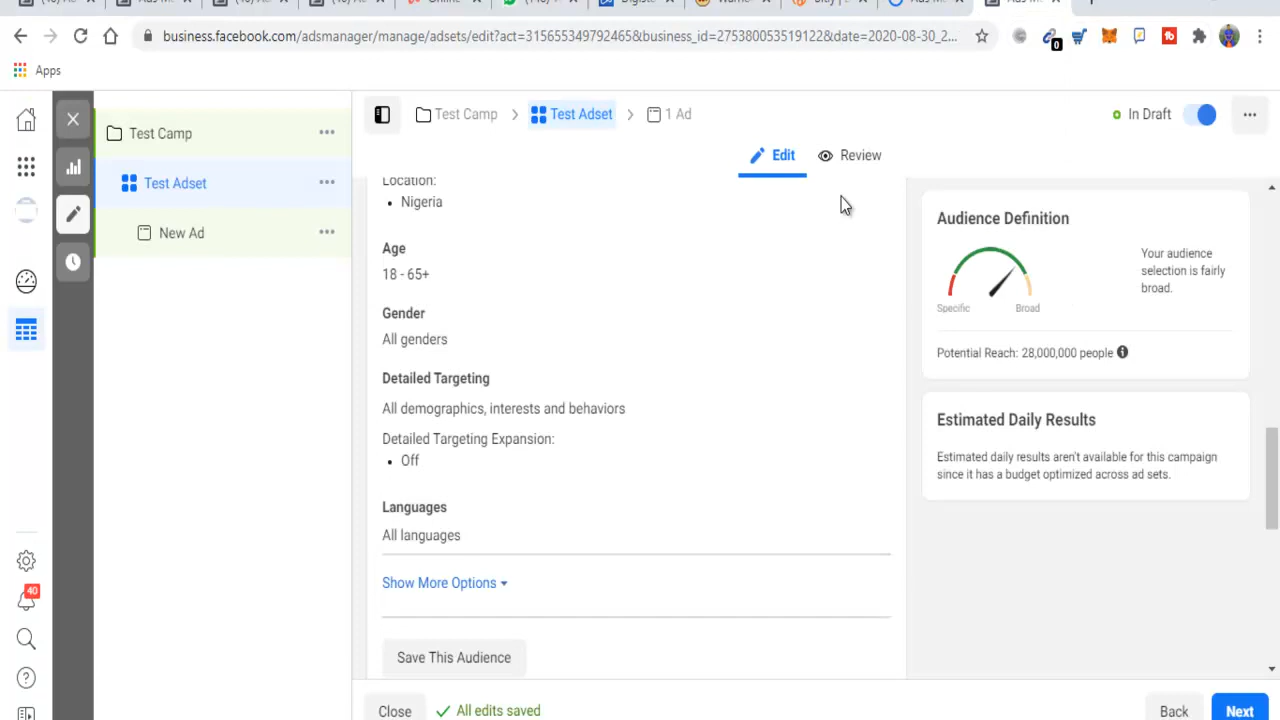 business.facebook.com/adsmanager/manage/adsets/edit?act=315655349792465&business_id=275380053519122&date=2020-08-30_2...
0
Apps
Test Camp
Test Adset
1 Ad
In Draft
Test Camp
Test Adset
New Ad
Edit
Review
Location:
Nigeria
Age
18 - 65+
Gender
All genders
Detailed Targeting
All demographics, interests and behaviors
Detailed Targeting Expansion:
Off
Languages
All languages
Show More Options
Save This Audience
Audience Definition
Specific
Broad
Your audience
selection is fairly
broad.
Potential Reach: 28,000,000 people
Estimated Daily Results
Estimated daily results aren't available for this campaign
since it has a budget optimized across ad sets.
40
Close
All edits saved
Back
Next